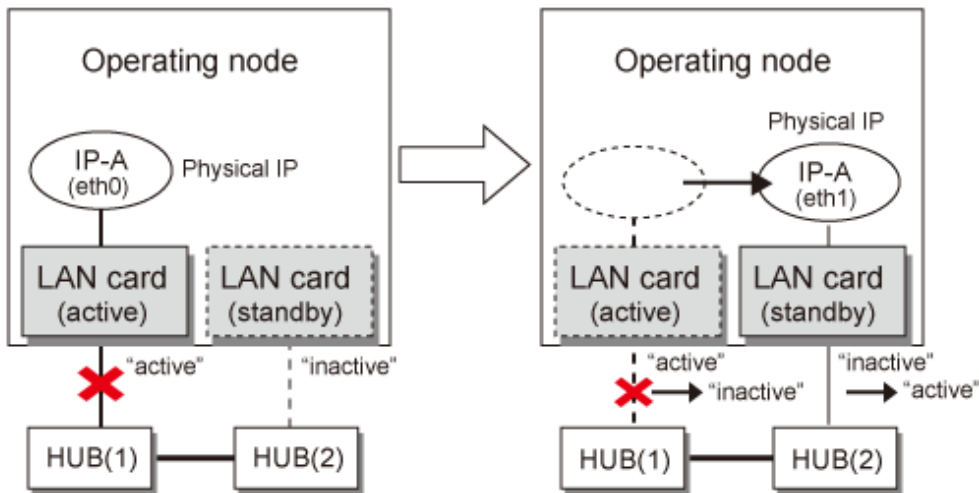 Operating node
IP-A
(eth0)
Physical IP
LAN card
(active)
LAN card
(standby)
“active”
“inactive”
HUB(1)
HUB(2)
Operating node
Physical IP
IP-A
(eth1)
LAN card
(active)
LAN card
(standby)
“active”
“inactive”
“inactive”
“active”
HUB(1)
HUB(2)